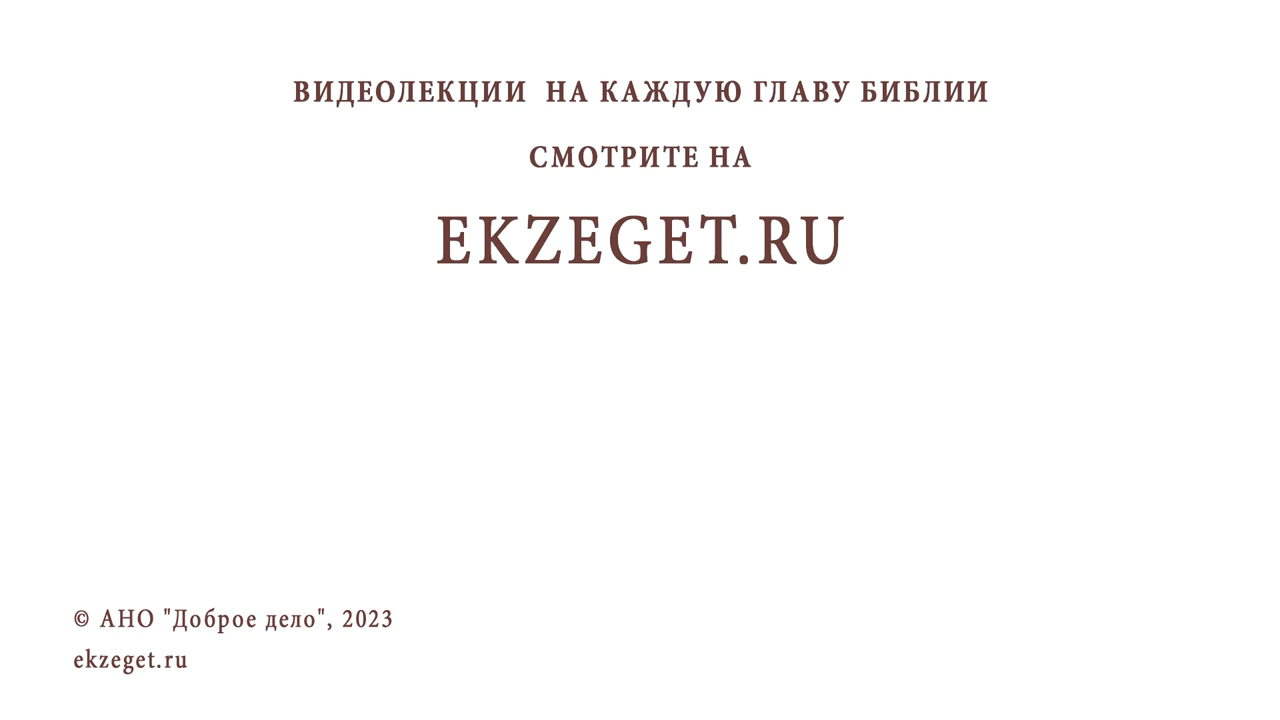 ВИДЕОЛЕКЦИИ НА КАЖДУЮ ГЛАВУ БИБЛИИ
СМОТРИТЕ НА
EKZEGET.RU
© АНО "Доброе дело", 2023
ekzeget.ru